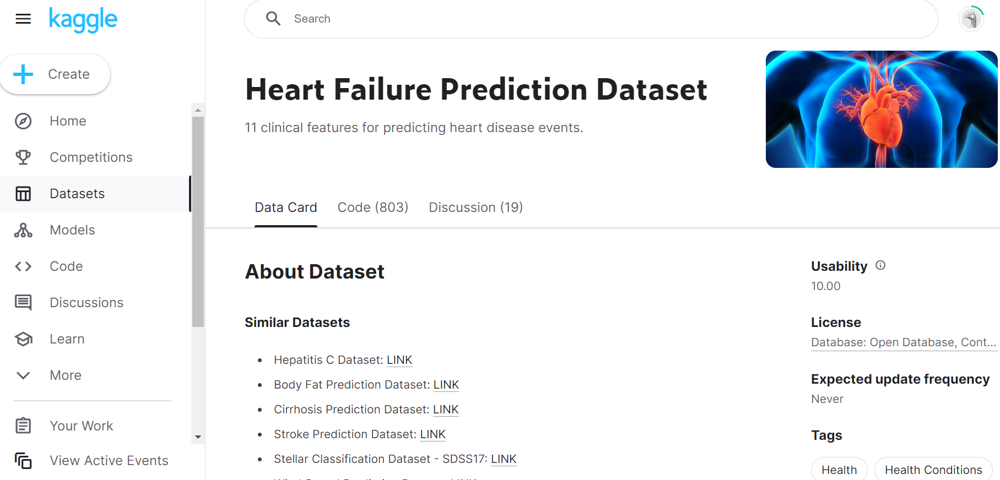 kaggle
Search
Create
Home
Competitions
Datasets
Models
Code
Discussions
Learn
More
Your Work
View Active Events
Heart Failure Prediction Dataset
11 clinical features for predicting heart disease events.
Data Card Code (803) Discussion (19)
About Dataset
Similar Datasets
• Hepatitis C Dataset: LINK
• Body Fat Prediction Dataset: LINK
• Cirrhosis Prediction Dataset: LINK
• Stroke Prediction Dataset: LINK
• Stellar Classification Dataset - SDSS17: LINK
Usability
10.00
License
Database: Open Database, Cont...
Expected update frequency
Never
Tags
Health Health Conditions